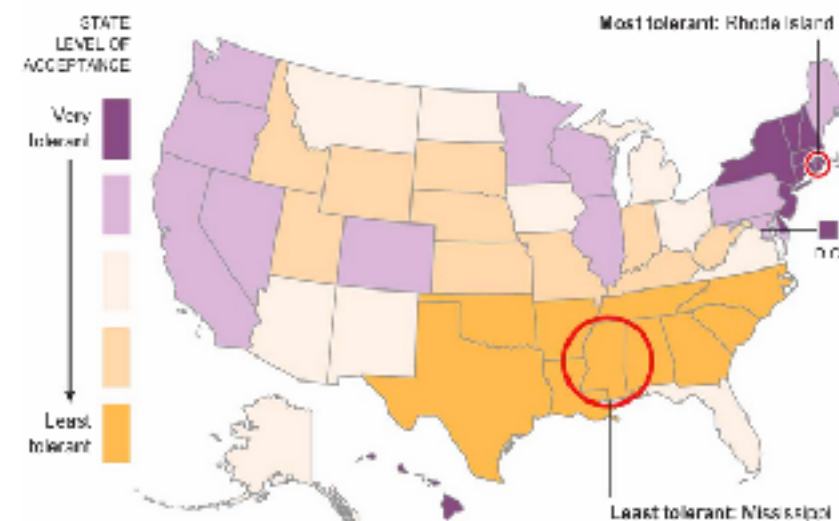 STATE
LEVEL OF
ACCEPTANCE
Very
tolerant
Least
tolerant
Most tolerant: Rhode Island
D.C.
Least tolerant: Mississippi